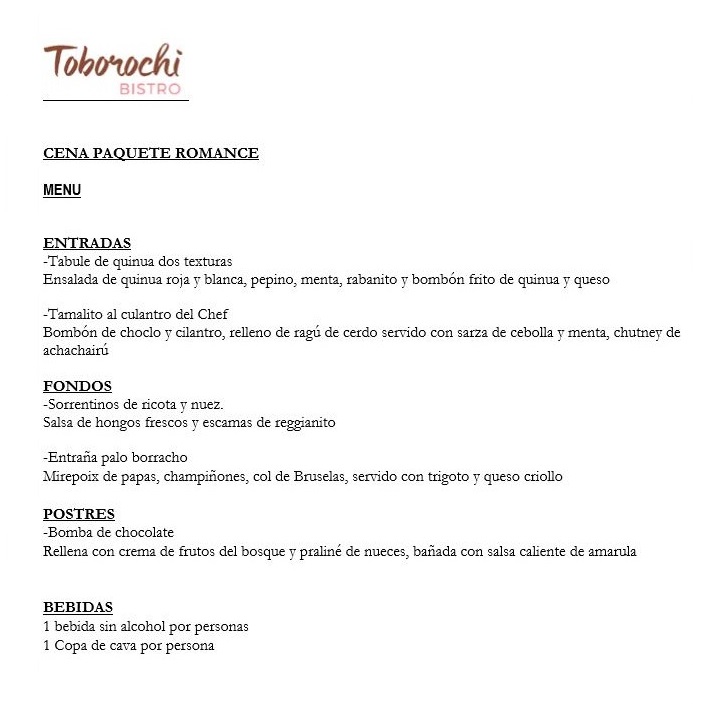 Toborochi
BISTRO
CENA PAQUETE ROMANCE
MENU
ENTRADAS
-Tabule de quinua dos texturas
Ensalada de quinua roja y blanca, pepino, menta, rabanito y bombón frito de quinua y queso
-Tamalito al culantro del Chef
Bombón de choclo y cilantro, relleno de ragú de cerdo servido con sarza de cebolla y menta, chutney de
achachairú
FONDOS
-Sorrentinos de ricota y nuez.
Salsa de hongos frescos y escamas de reggianito
-Entraña palo borracho
Mirepoix de papas, champiñones, col de Bruselas, servido con trigoto y queso criollo
POSTRES
-Bomba de chocolate
Rellena con crema de frutos del bosque y praliné de nueces, bañada con salsa caliente de amarula
BEBIDAS
1 bebida sin alcohol por personas
1 Copa de cava por persona